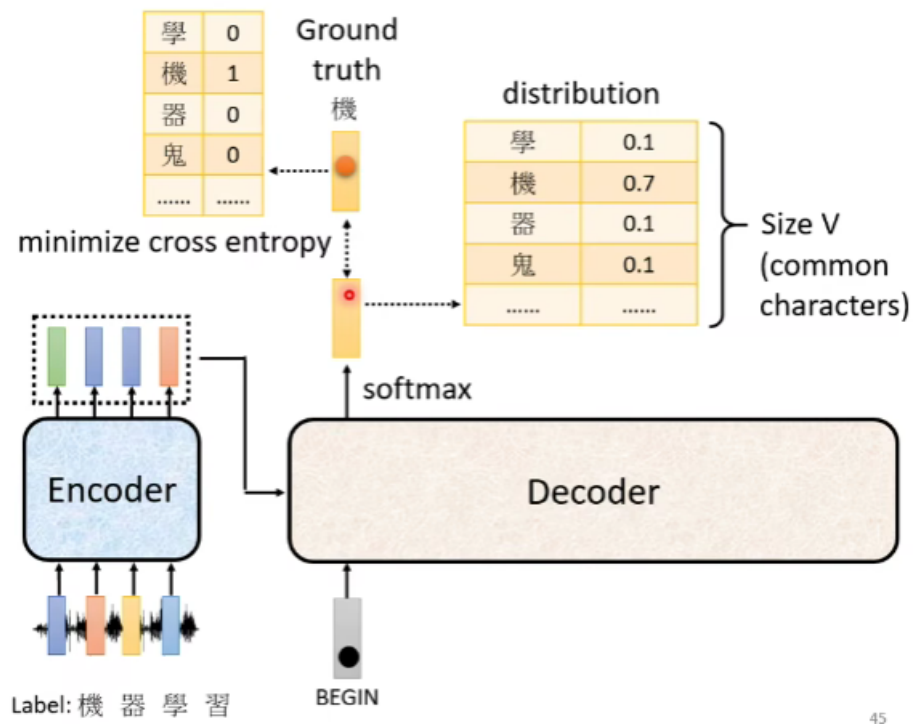 學 0
機 1
器 0
鬼 0
...... ......
Ground
truth
機
minimize cross entropy
distribution
學 0.1
機 0.7
器 0.1
鬼 0.1
...... ......
Size V
(common
characters)
softmax
Encoder
Decoder
Label: 機 器 學 習
BEGIN
45